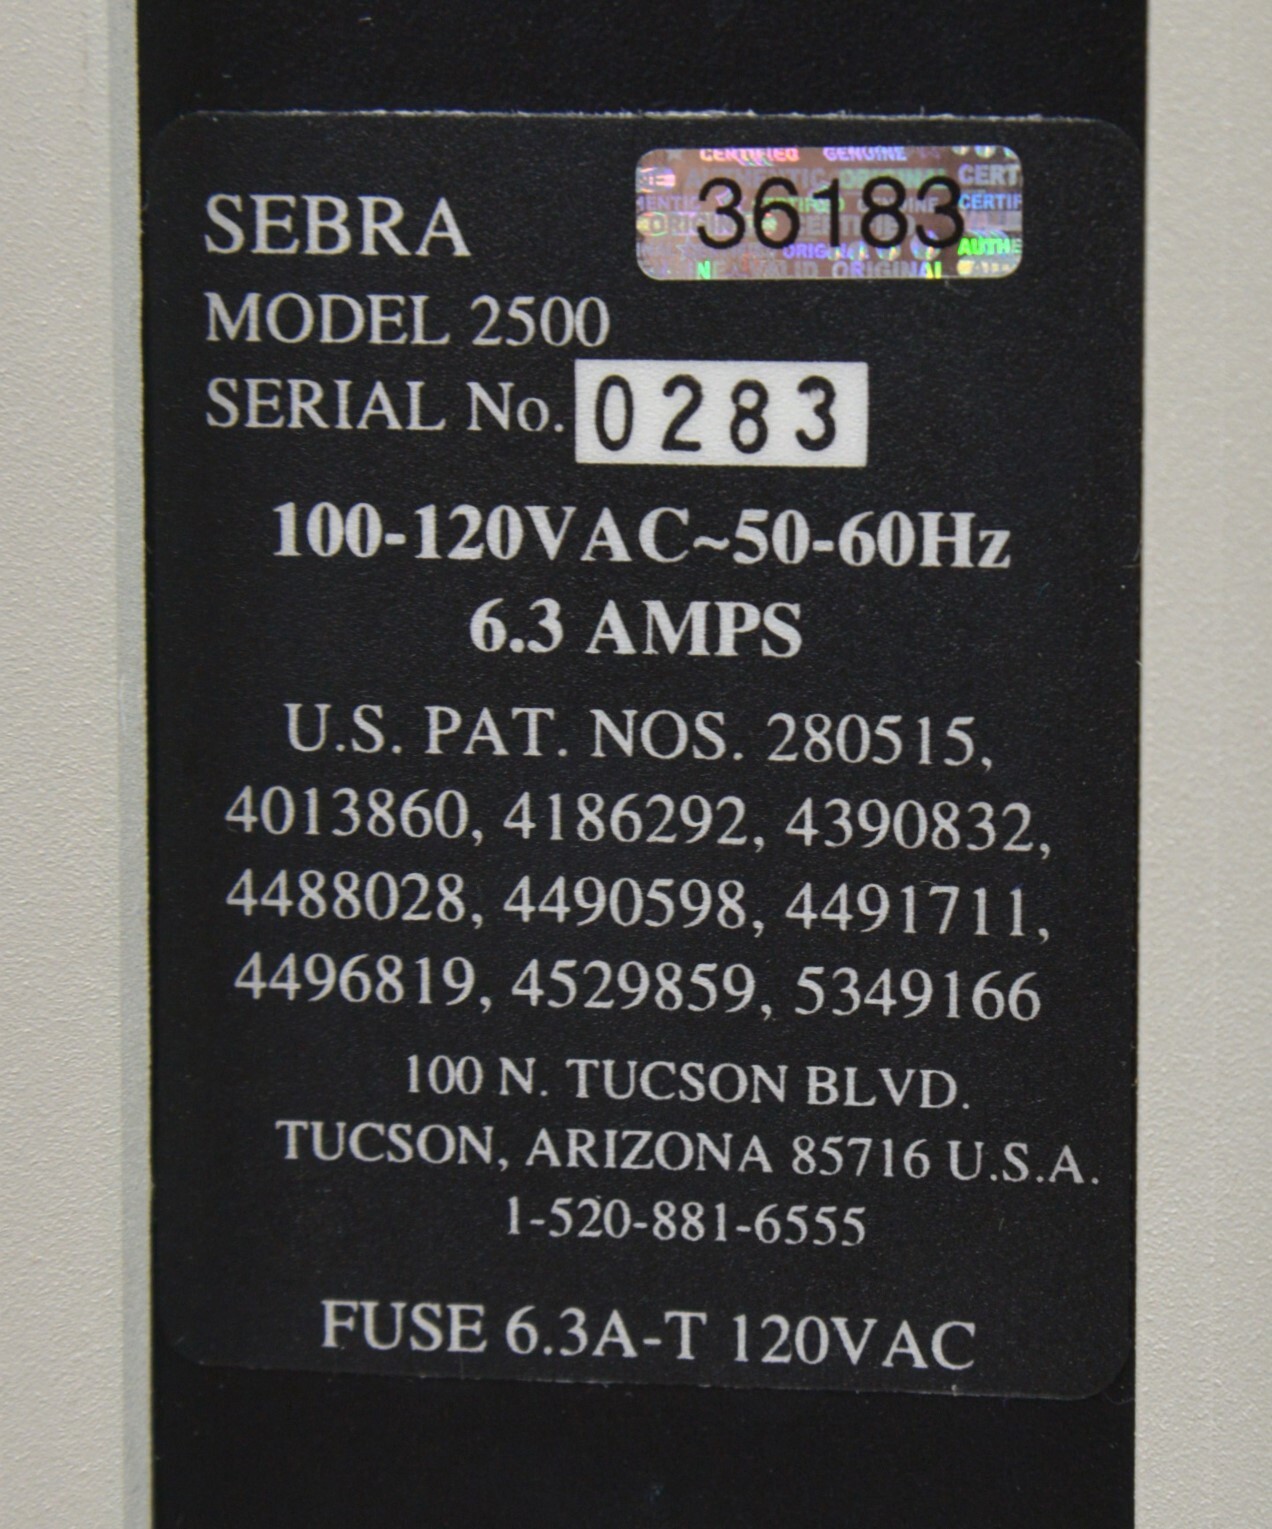 SEBRA
36183
MODEL 2500
SERIAL No. 0283
100-120VAC~50-60Hz
6.3 AMPS
U.S. PAT. NOS. 280515,
4013860, 4186292, 4390832,
4488028, 4490598, 4491711,
4496819, 4529859, 5349166
100 N. TUCSON BLVD.
TUCSON, ARIZONA 85716 U.S.A.
1-520-881-6555
FUSE 6.3A-T 120VAC